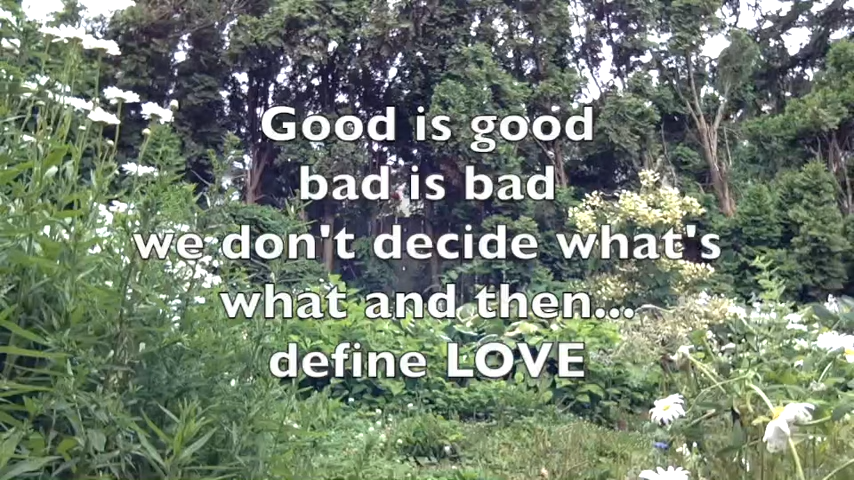 Good is good
bad is bad
we don't decide what's
what and then...
define LOVE